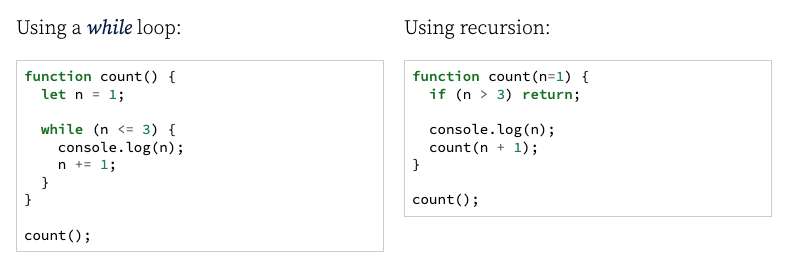 Using a while loop:
function count() {
  let n = 1;

  while (n <= 3) {
    console.log(n);
    n += 1;
  }
}

count();
Using recursion:
function count(n=1) {
  if (n > 3) return;

  console.log(n);
  count(n + 1);
}

count();